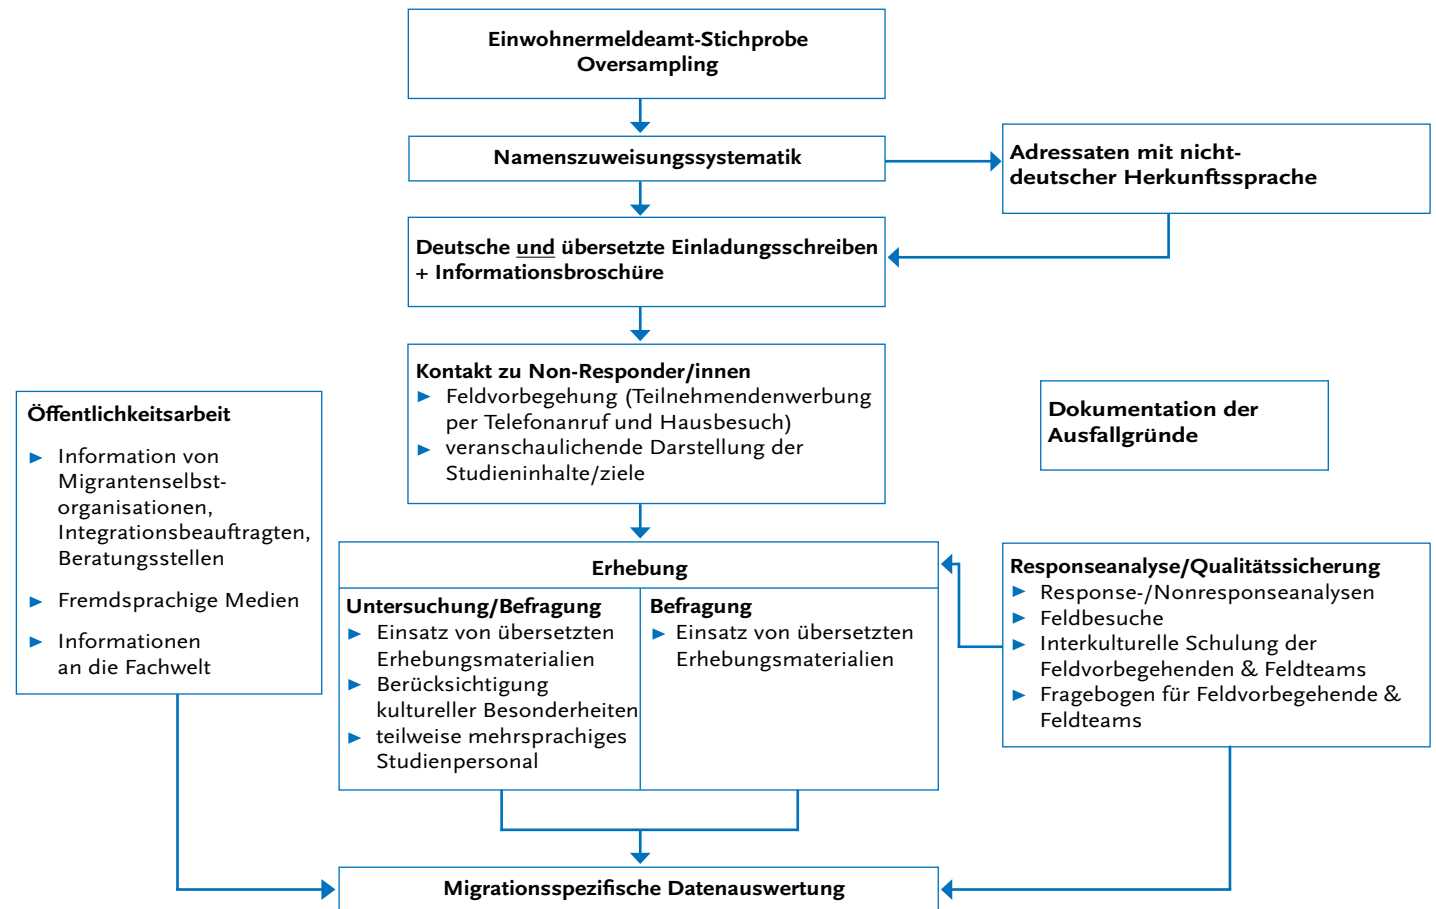 Einwohnermeldeamt-Stichprobe
Oversampling
Namenszuweisungssystematik
Adressaten mit nicht-
deutscher Herkunftssprache
Deutsche und übersetzte Einladungsschreiben
+ Informationsbroschüre
Kontakt zu Non-Responder/innen
► Feldvorbegehung (Teilnehmendenwerbung
per Telefonanruf und Hausbesuch)
► veranschaulichende Darstellung der
Studieninhalte/ziele
Öffentlichkeitsarbeit
► Information von
Migrantenselbst-
organisationen,
Integrationsbeauftragten,
Beratungsstellen
► Fremdsprachige Medien
► Informationen
an die Fachwelt
Dokumentation der
Ausfallgründe
Erhebung
Untersuchung/Befragung
► Einsatz von übersetzten
Erhebungsmaterialien
► Berücksichtigung
kultureller Besonderheiten
► teilweise mehrsprachiges
Studienpersonal
Befragung
► Einsatz von übersetzten
Erhebungsmaterialien
Responseanalyse/Qualitätssicherung
► Response-/Nonresponseanalysen
► Feldbesuche
► Interkulturelle Schulung der
Feldvorbegehenden & Feldteams
► Fragebogen für Feldvorbegehende &
Feldteams
Migrationsspezifische Datenauswertung